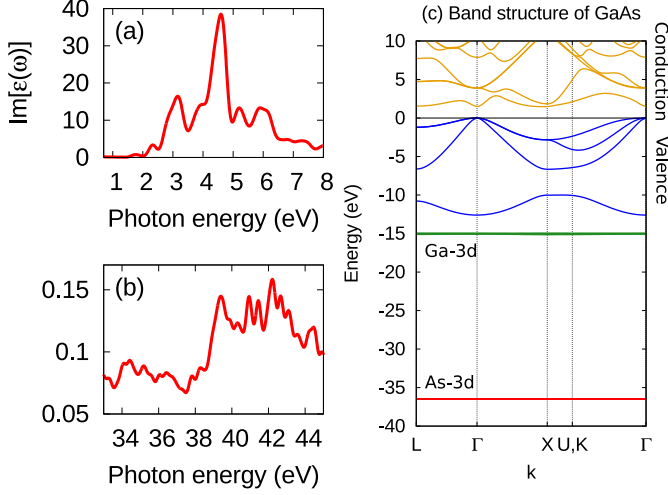 (a)
Im[ε(ω)]
40
30
20
10
0
1 2 3 4 5 6 7 8
Photon energy (eV)
(b)
0.15
0.1
0.05
34 36 38 40 42 44
Photon energy (eV)
(c) Band structure of GaAs
Energy (eV)
10
5
0
-5
-10
-15
-20
-25
-30
-35
-40
Ga-3d
As-3d
L Γ X U,K Γ
k
Conduction
Valence